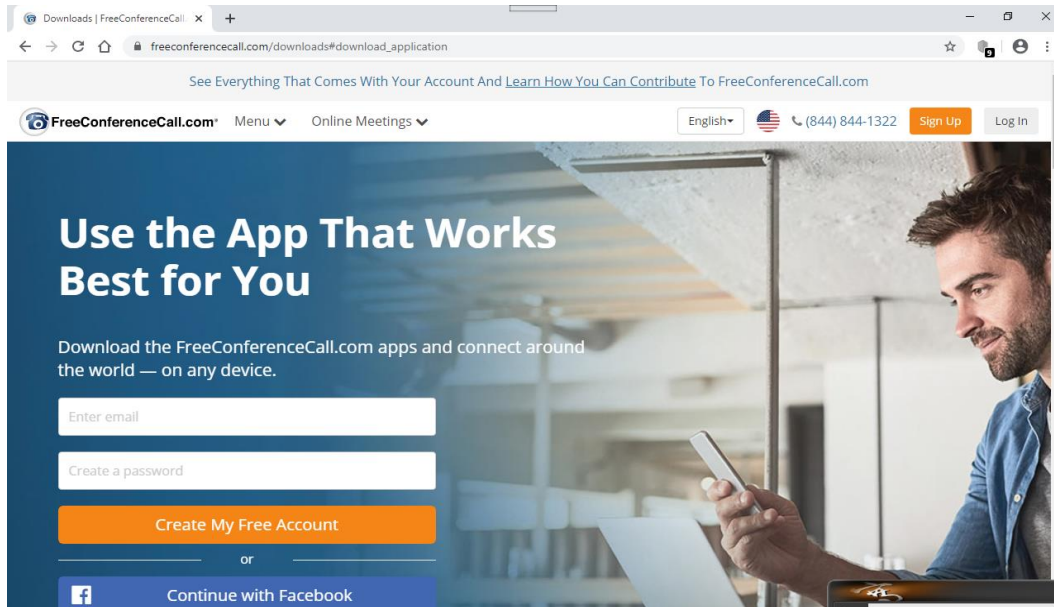 Downloads | FreeConferenceCall.
freeconferencecall.com/downloads#download_application
9
See Everything That Comes With Your Account And Learn How You Can Contribute To FreeConferenceCall.com
FreeConferenceCall.com® Menu Online Meetings English (844) 844-1322 Sign Up Log In
Use the App That Works
Best for You
Download the FreeConferenceCall.com apps and connect around
the world — on any device.
Enter email
Create a password
Create My Free Account
or
Continue with Facebook